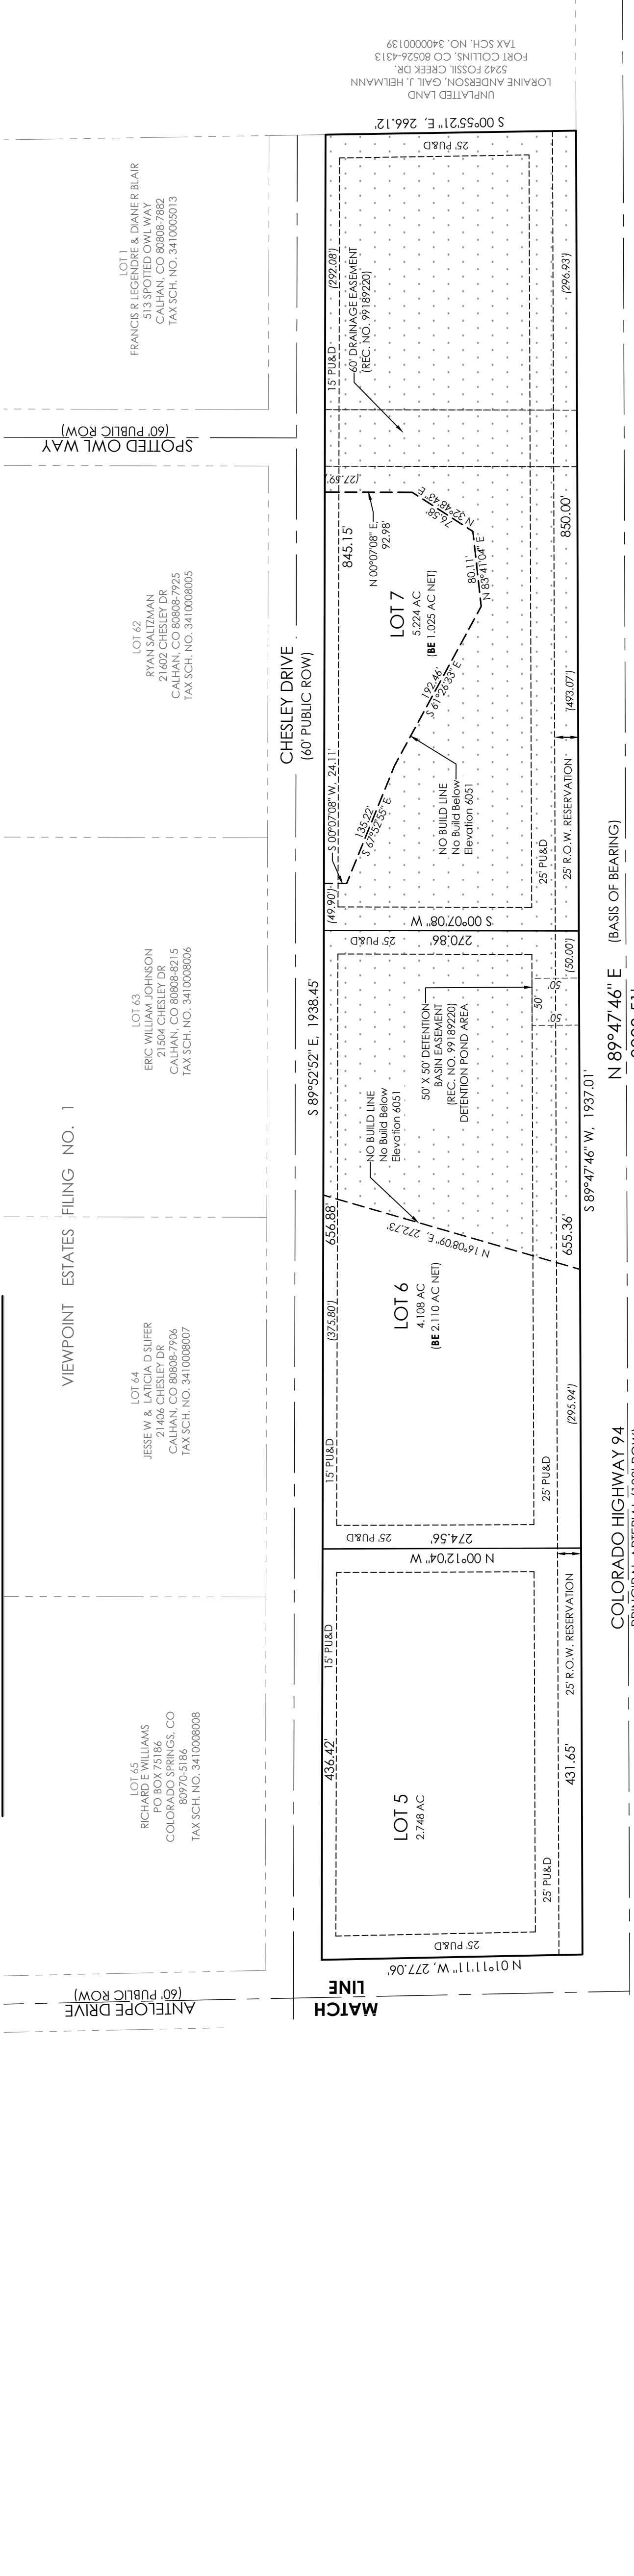 UNPLATTED LAND
LORAINE ANDERSON, GAIL J. HEILMANN
5242 FOSSIL CREEK DR.
FORT COLLINS, CO 80526-4313
TAX SCH. NO. 3400000139
S 00°55'21" E, 266.12'
LOT 1
FRANCIS R LEGENDRE & DIANE R BLAIR
513 SPOTTED OWL WAY
CALHAN, CO 80808-7882
TAX SCH. NO. 3410005013
SPOTTED OWL WAY
(60' PUBLIC ROW)
LOT 62
RYAN SALTZMAN
21602 CHESLEY DR
CALHAN, CO 80808-7925
TAX SCH. NO. 3410008005
LOT 63
ERIC WILLIAM JOHNSON
21504 CHESLEY DR
CALHAN, CO 80808-8215
TAX SCH. NO. 3410008006
VIEWPOINT ESTATES FILING NO. 1
LOT 64
JESSE W & LATICIA D SLIFER
21406 CHESLEY DR
CALHAN, CO 80808-7906
TAX SCH. NO. 3410008007
LOT 65
RICHARD E WILLIAMS
PO BOX 75186
COLORADO SPRINGS, CO
80970-5186
TAX SCH. NO. 3410008008
ANTELOPE DRIVE
(60' PUBLIC ROW)
CHESLEY DRIVE
(60' PUBLIC ROW)
S 89°52'52" E, 1938.45'
25' PU&D
15' PU&D
(292.08')
60' DRAINAGE EASEMENT
(REC. NO. 99189220)
(296.93')
(27.59')
845.15'
N 00°07'08" E,
92.98'
N 32°48'43" E
76.58'
80.11'
N 83°41'04" E
LOT 7
5.224 AC
(BE 1.025 AC NET)
192.46'
S 61°26'33" E
135.22'
S 67°52'55" E
S 00°07'08" W, 24.11'
(49.90')
NO BUILD LINE
No Build Below
Elevation 6051
850.00'
(493.07')
25' R.O.W. RESERVATION
25' PU&D
S 00°07'08" W
270.86'
25' PU&D
(50.00')
50'
50'
50'
50' X 50' DETENTION
BASIN EASEMENT
(REC. NO. 99189220)
DETENTION POND AREA
NO BUILD LINE
No Build Below
Elevation 6051
656.88'
N 16°08'09" E, 272.73'
655.36'
(375.80')
LOT 6
4.108 AC
(BE 2.110 AC NET)
(295.94')
15' PU&D
25' PU&D
25' PU&D
274.56'
N 00°12'04" W
15' PU&D
25' R.O.W. RESERVATION
436.42'
LOT 5
2.748 AC
431.65'
25' PU&D
25' PU&D
N 01°11'11" W, 277.06'
MATCH
LINE
S 89°47'46" W, 1937.01'
N 89°47'46" E (BASIS OF BEARING)
COLORADO HIGHWAY 94